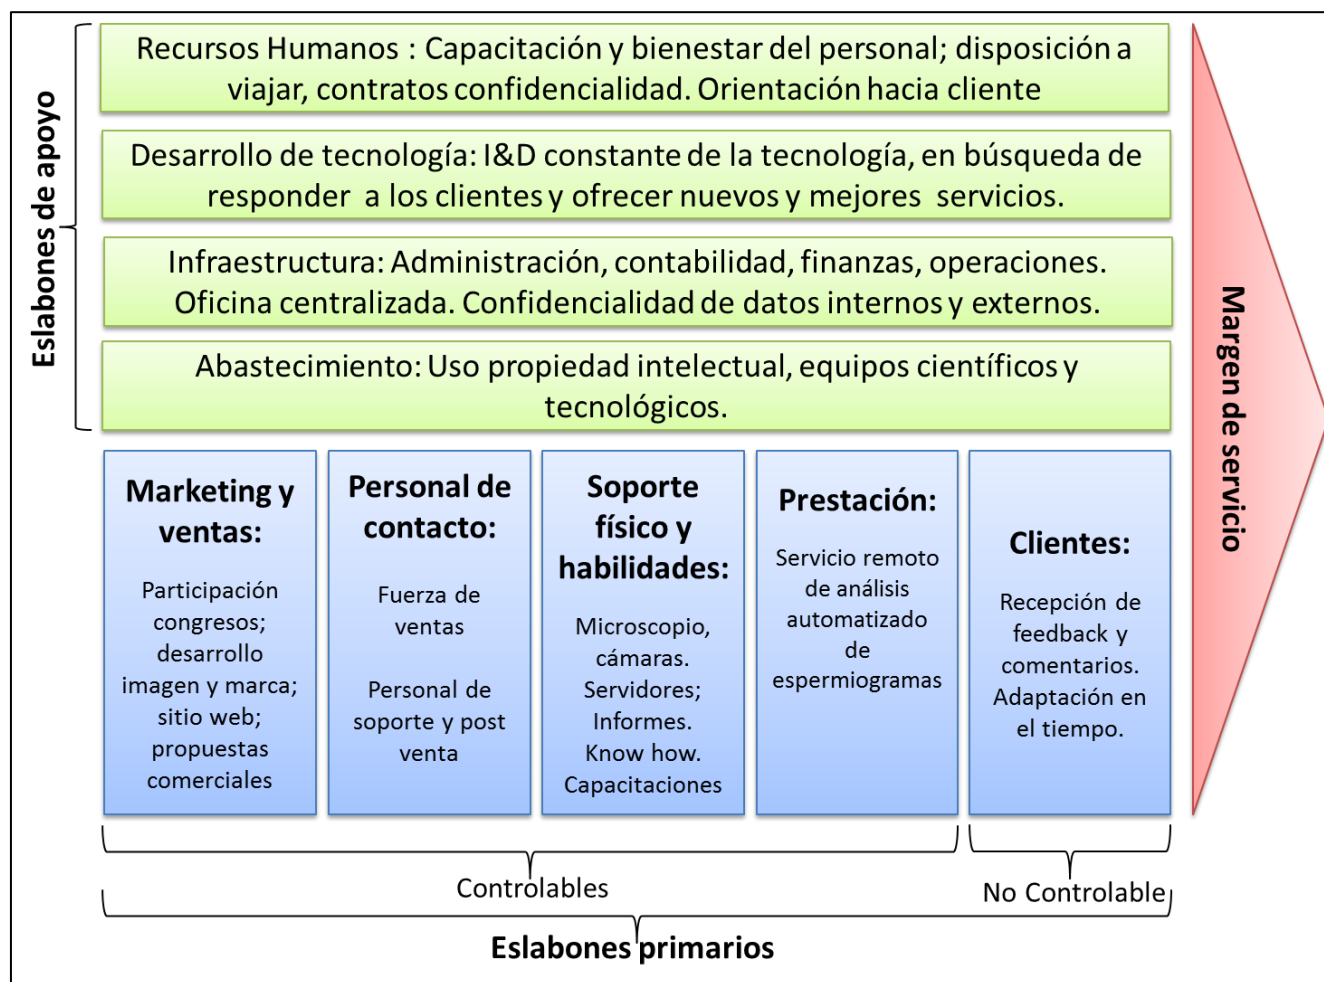 Eslabones de apoyo
Recursos Humanos : Capacitación y bienestar del personal; disposición a
viajar, contratos confidencialidad. Orientación hacia cliente
Desarrollo de tecnología: I&D constante de la tecnología, en búsqueda de
responder a los clientes y ofrecer nuevos y mejores servicios.
Infraestructura: Administración, contabilidad, finanzas, operaciones.
Oficina centralizada. Confidencialidad de datos internos y externos.
Abastecimiento: Uso propiedad intelectual, equipos científicos y
tecnológicos.
Marketing y
ventas:
Participación
congresos;
desarrollo
imagen y marca;
sitio web;
propuestas
comerciales
Personal de
contacto:
Fuerza de
ventas
Personal de
soporte y post
venta
Soporte
físico y
habilidades:
Microscopio,
cámaras.
Servidores;
Informes.
Know how.
Capacitaciones
Prestación:
Servicio remoto
de análisis
automatizado
de
espermiogramas
Clientes:
Recepción de
feedback y
comentarios.
Adaptación en
el tiempo.
Margen de servicio
Controlables
No Controlable
Eslabones primarios